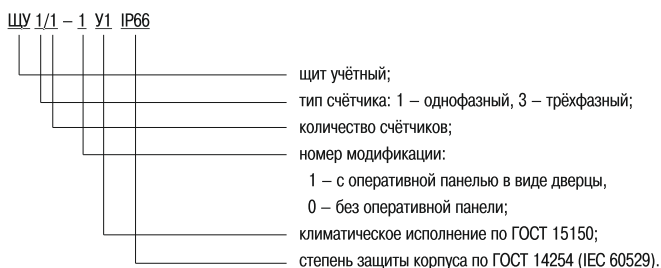 ЩУ 1/1 – 1 У1 IP66
щит учётный;
тип счётчика: 1 – однофазный, 3 – трёхфазный;
количество счётчиков;
номер модификации:
1 – с оперативной панелью в виде дверцы,
0 – без оперативной панели;
климатическое исполнение по ГОСТ 15150;
степень защиты корпуса по ГОСТ 14254 (IEC 60529).